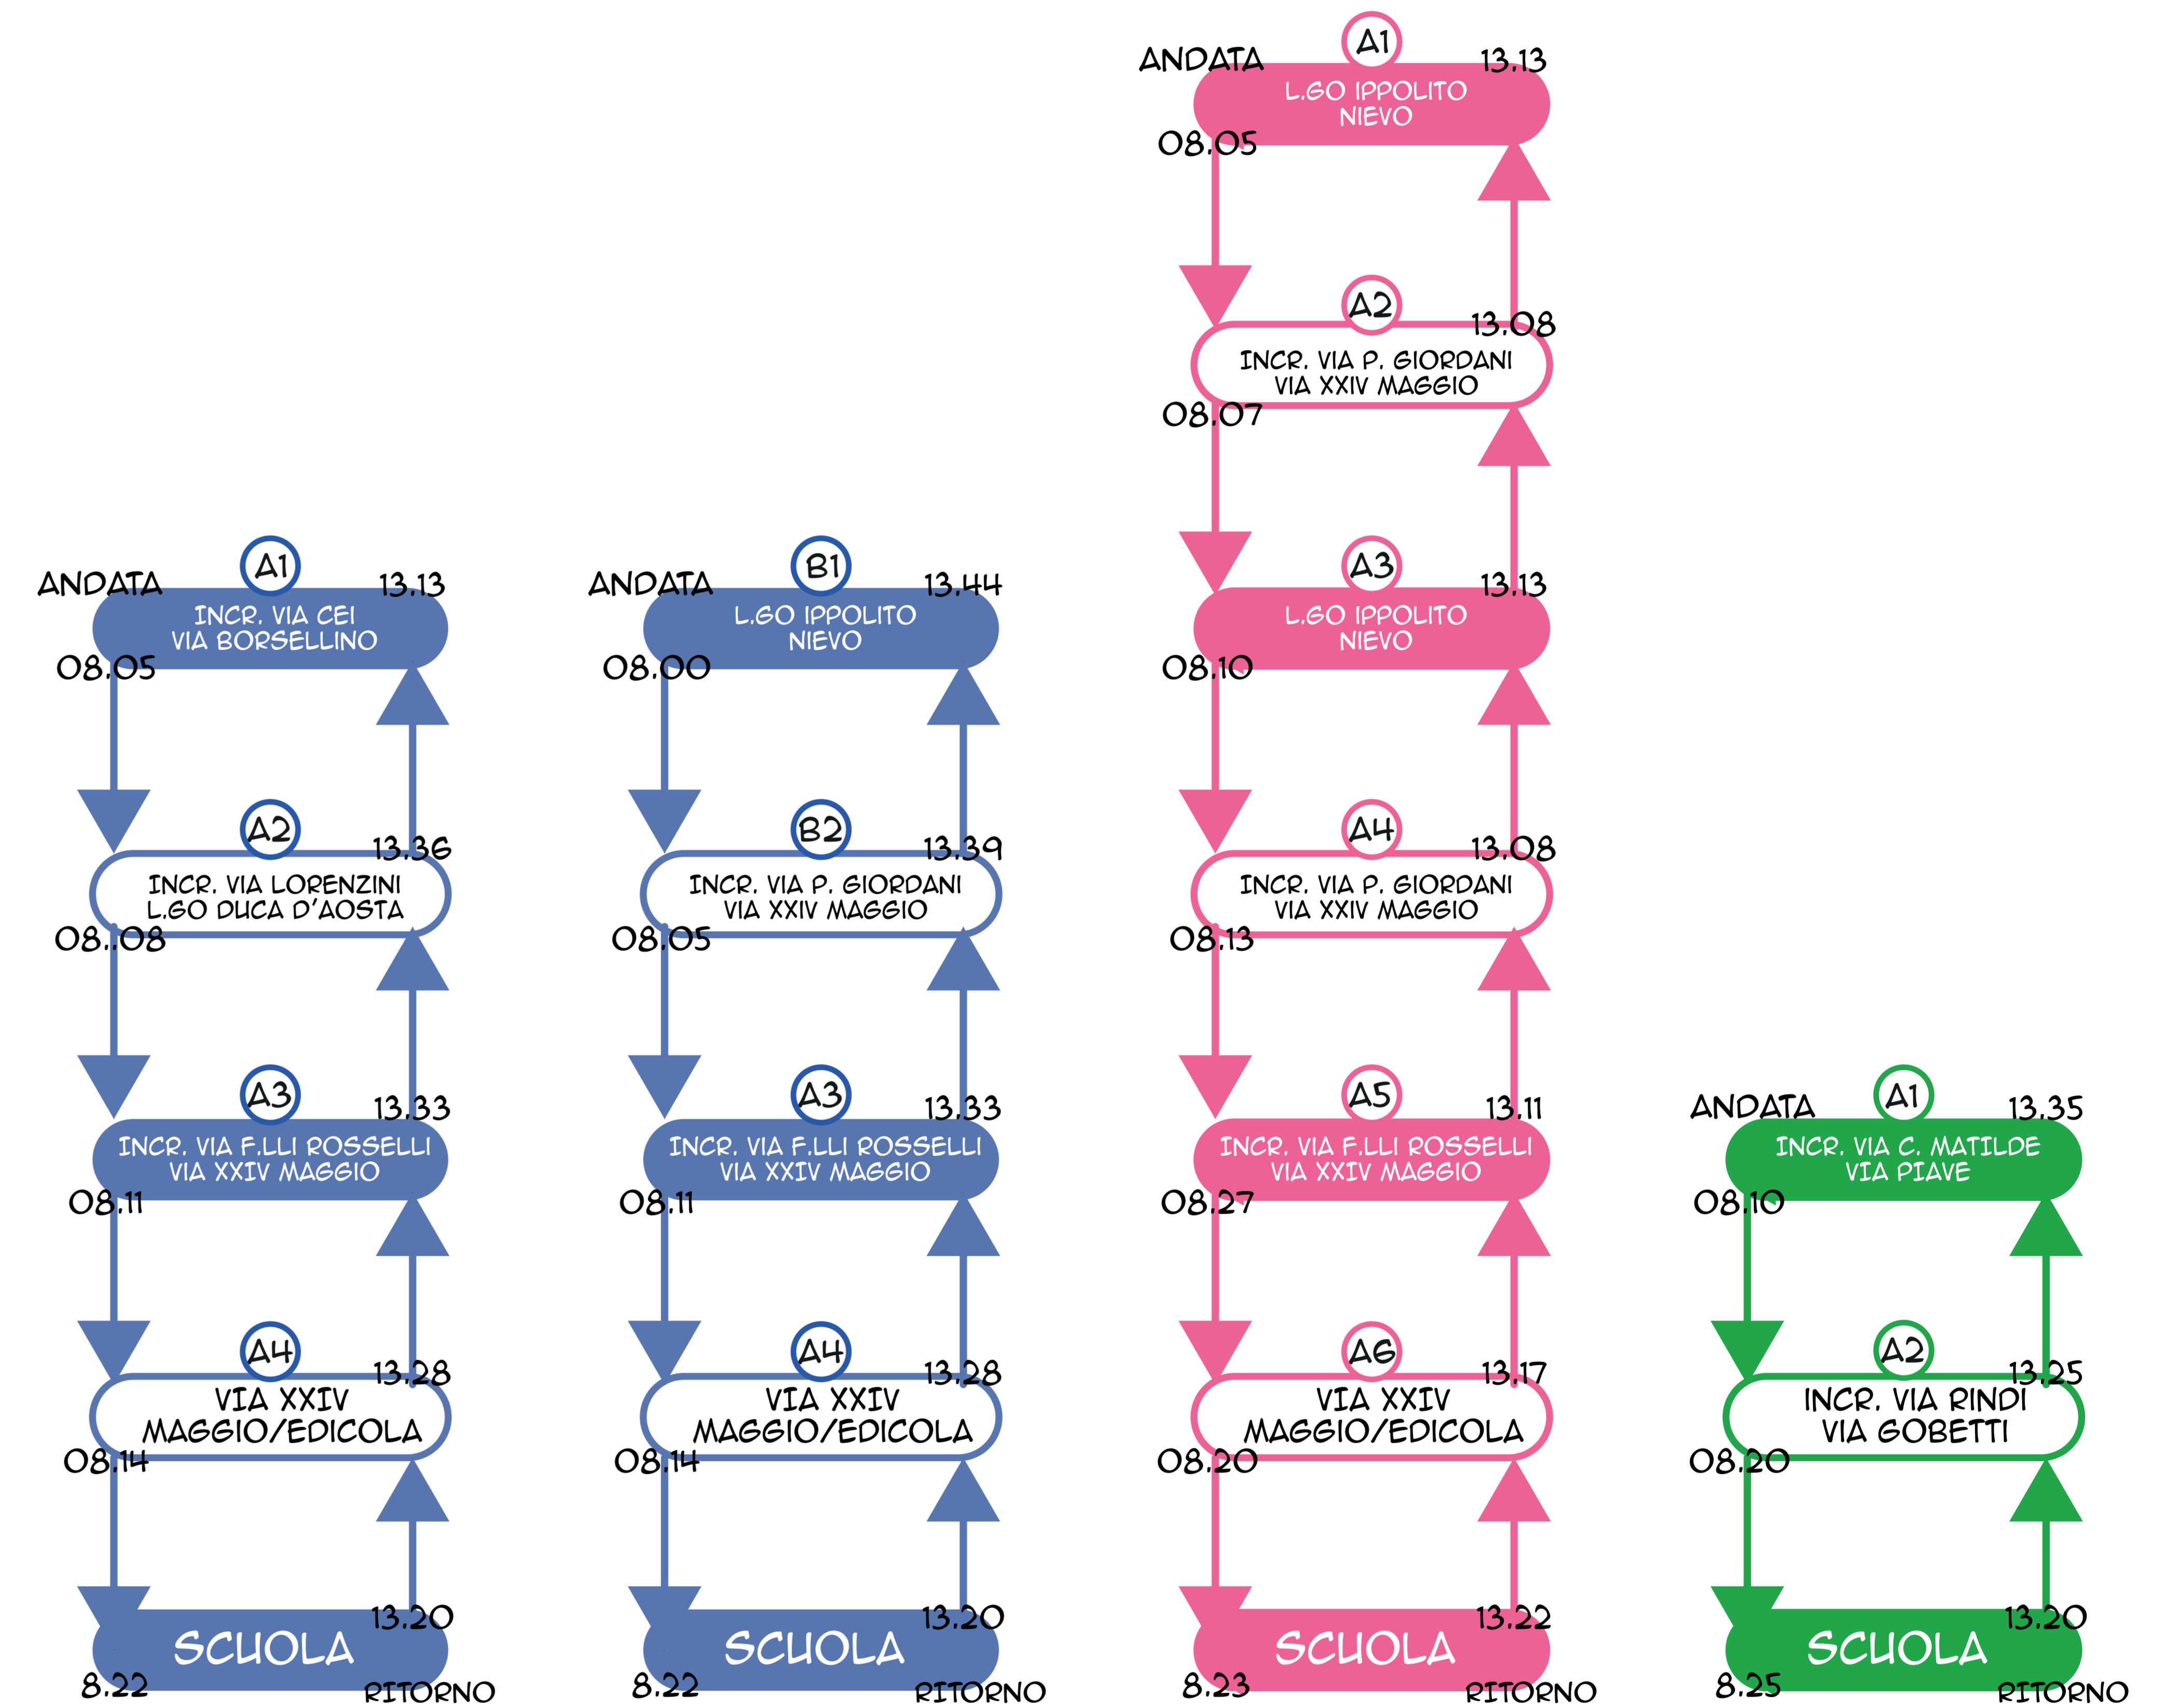 A1
ANDATA
13.13
INCR. VIA CEI
VIA BORSELLINO
08.05
A2
13.36
INCR. VIA LORENZINI
L.GO DUCA D'AOSTA
08..08
A3
13.33
INCR. VIA F.LLI ROSSELLI
VIA XXIV MAGGIO
08.11
A4
13.28
VIA XXIV
MAGGIO/EDICOLA
08.14
13.20
SCUOLA
8.22
RITORNO
B1
ANDATA
13.44
L.GO IPPOLITO
NIEVO
08.00
B2
13.39
INCR. VIA P. GIORDANI
VIA XXIV MAGGIO
08.05
A3
13.33
INCR. VIA F.LLI ROSSELLI
VIA XXIV MAGGIO
08.11
A4
13.28
VIA XXIV
MAGGIO/EDICOLA
08.14
13.20
SCUOLA
8.22
RITORNO
A1
ANDATA
13.13
L.GO IPPOLITO
NIEVO
08.05
A2
13.08
INCR. VIA P. GIORDANI
VIA XXIV MAGGIO
08.07
A3
13.13
L.GO IPPOLITO
NIEVO
08.10
A4
13.08
INCR. VIA P. GIORDANI
VIA XXIV MAGGIO
08.13
A5
13.11
INCR. VIA F.LLI ROSSELLI
VIA XXIV MAGGIO
08.27
A6
13.17
VIA XXIV
MAGGIO/EDICOLA
08.20
13.22
SCUOLA
8.23
RITORNO
A1
ANDATA
13.35
INCR. VIA C. MATILDE
VIA PIAVE
08.10
A2
13.25
INCR. VIA RINDI
VIA GOBETTI
08.20
13.20
SCUOLA
8.25
RITORNO